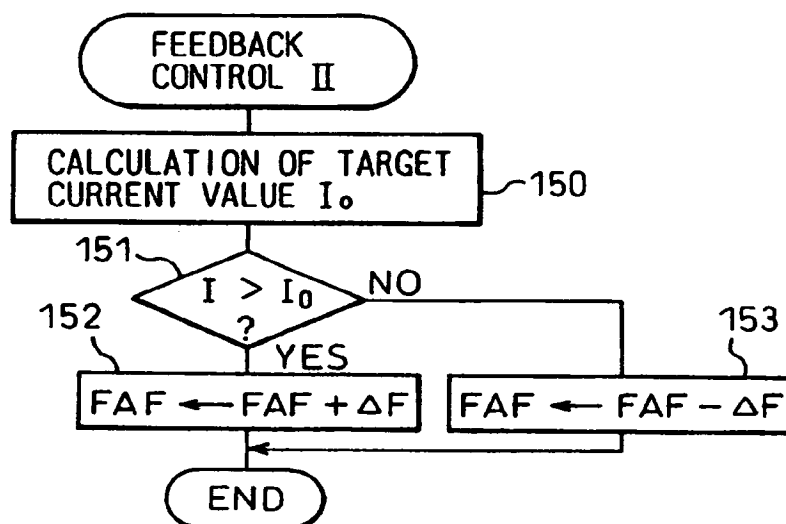 FEEDBACK
CONTROL II
CALCULATION OF TARGET
CURRENT VALUE I₀
150
151
I > I₀
?
NO
YES
152
FAF ← FAF + ΔF
153
FAF ← FAF − ΔF
END